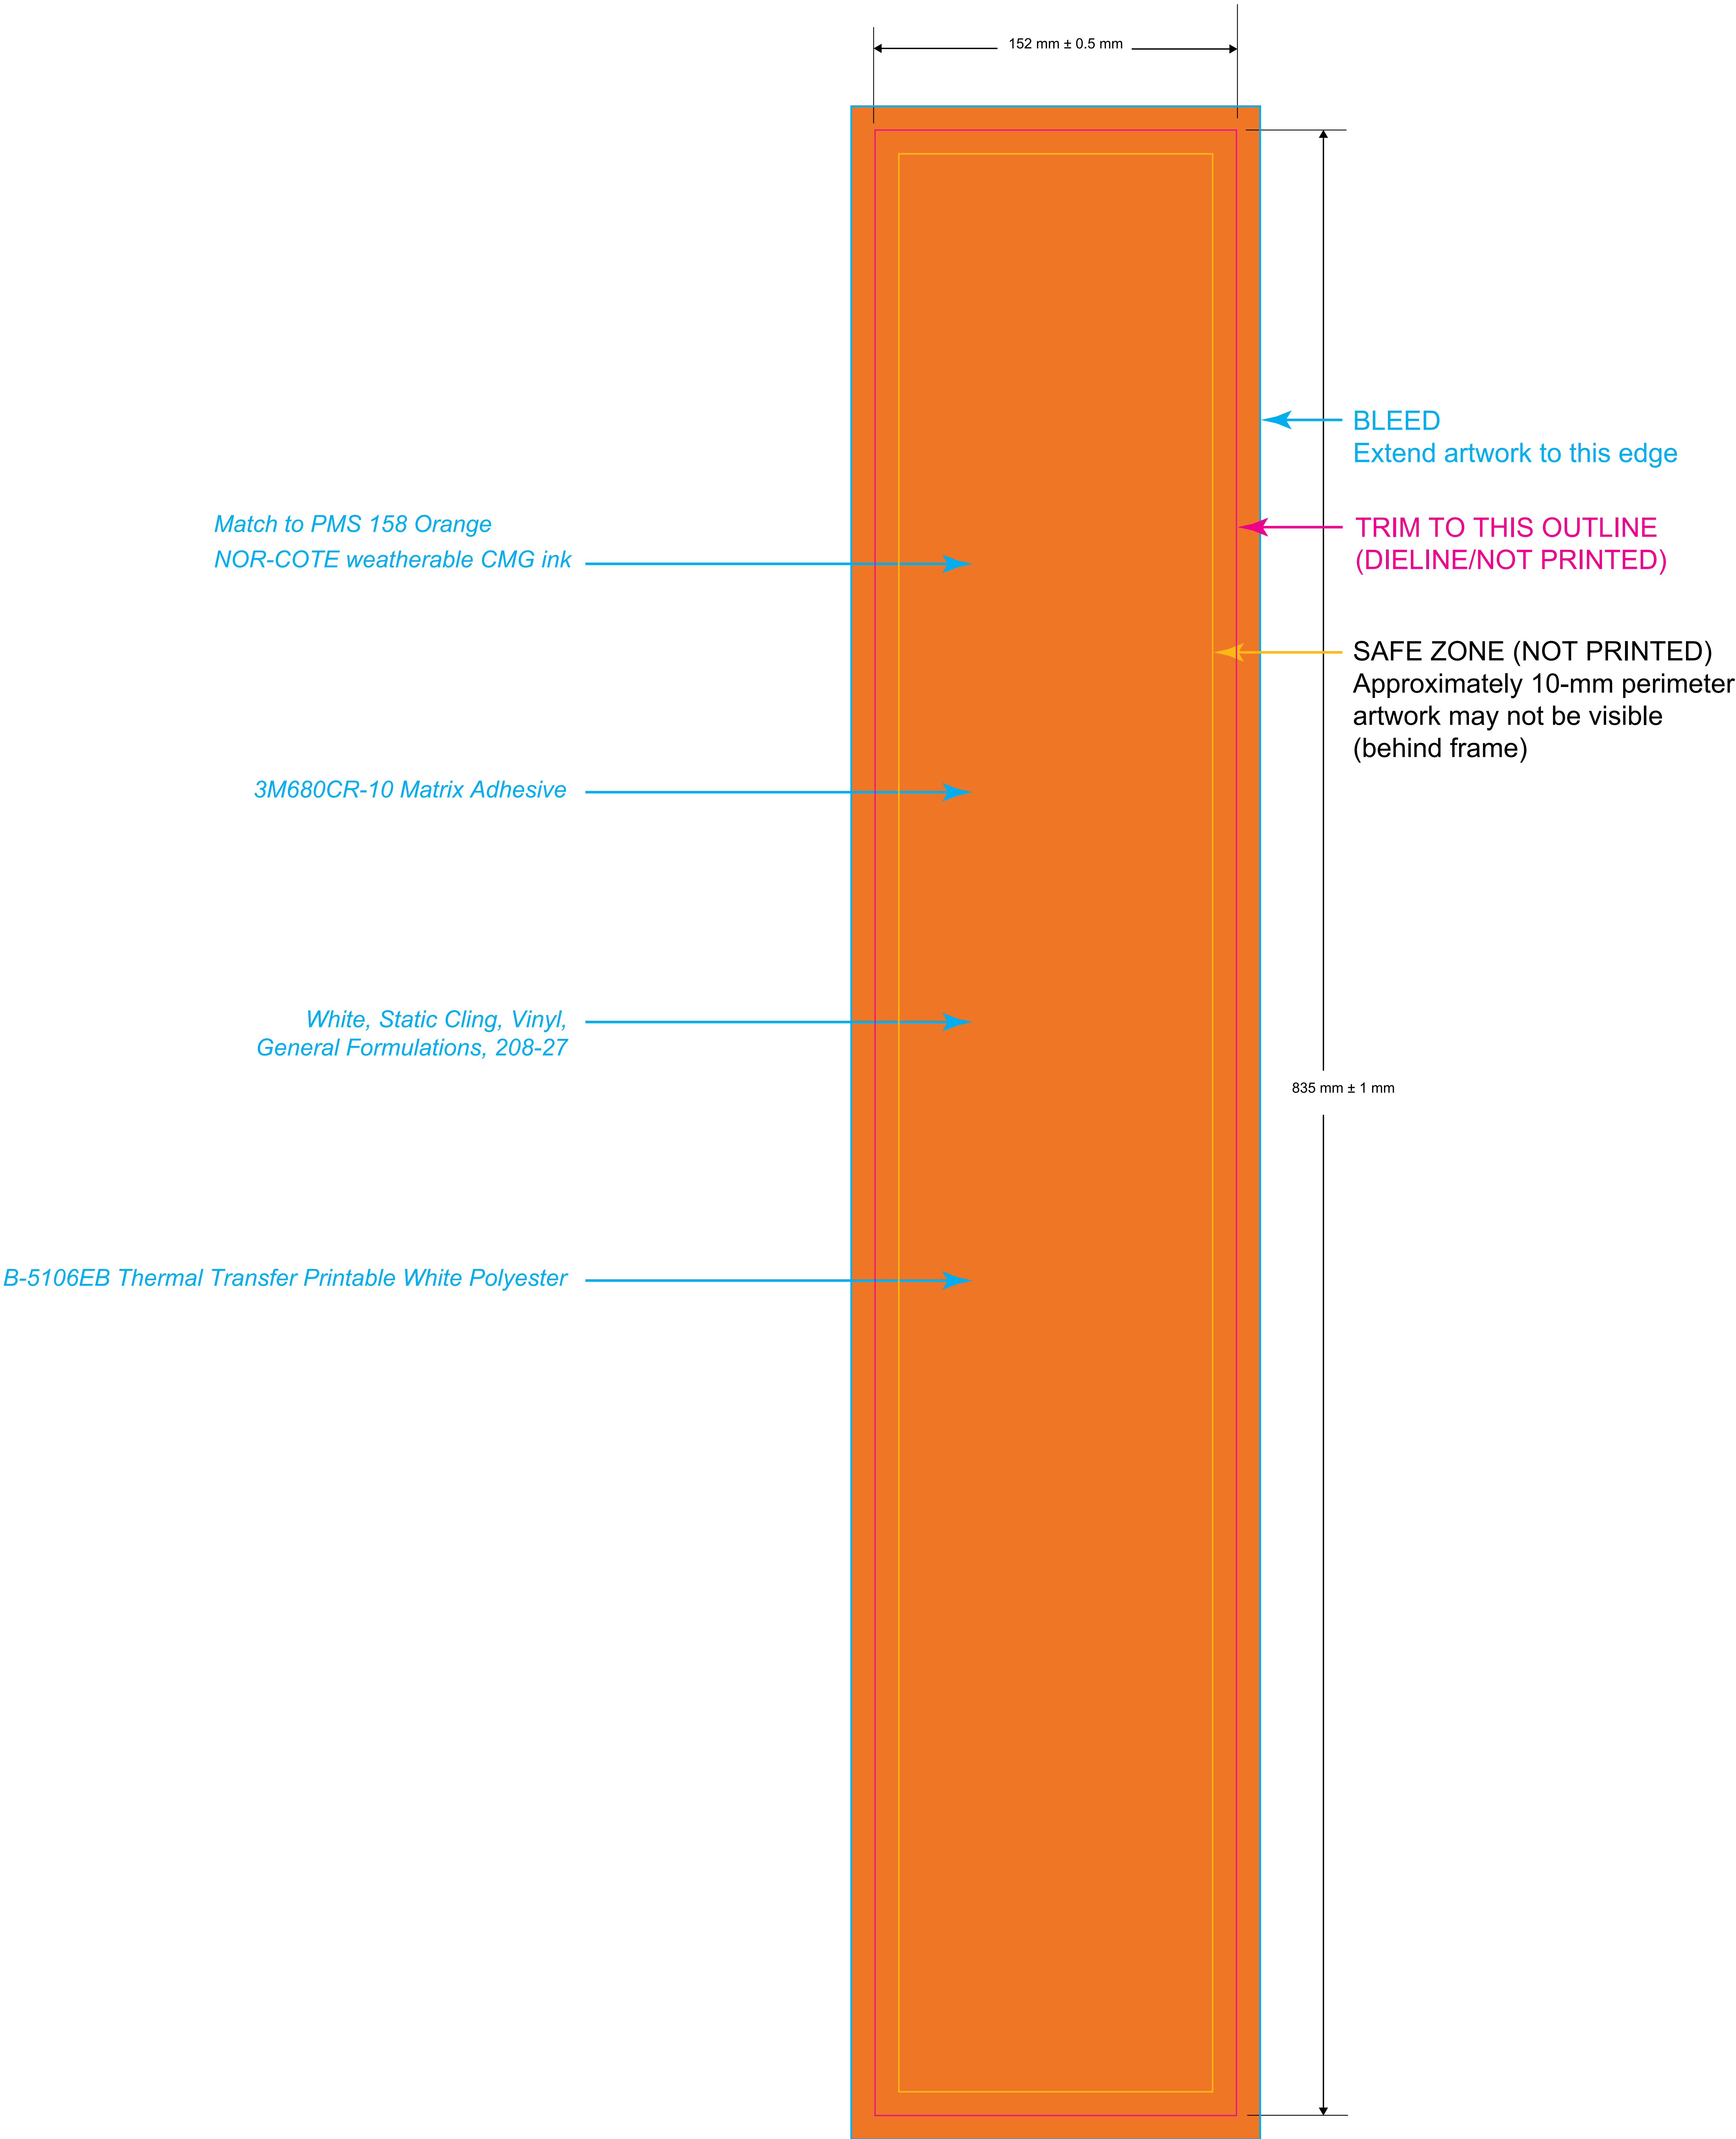 152 mm ± 0.5 mm
BLEED
Extend artwork to this edge
Match to PMS 158 Orange
NOR-COTE weatherable CMG ink
TRIM TO THIS OUTLINE
(DIELINE/NOT PRINTED)
SAFE ZONE (NOT PRINTED)
Approximately 10-mm perimeter
artwork may not be visible
(behind frame)
3M680CR-10 Matrix Adhesive
White, Static Cling, Vinyl,
General Formulations, 208-27
835 mm ± 1 mm
B-5106EB Thermal Transfer Printable White Polyester